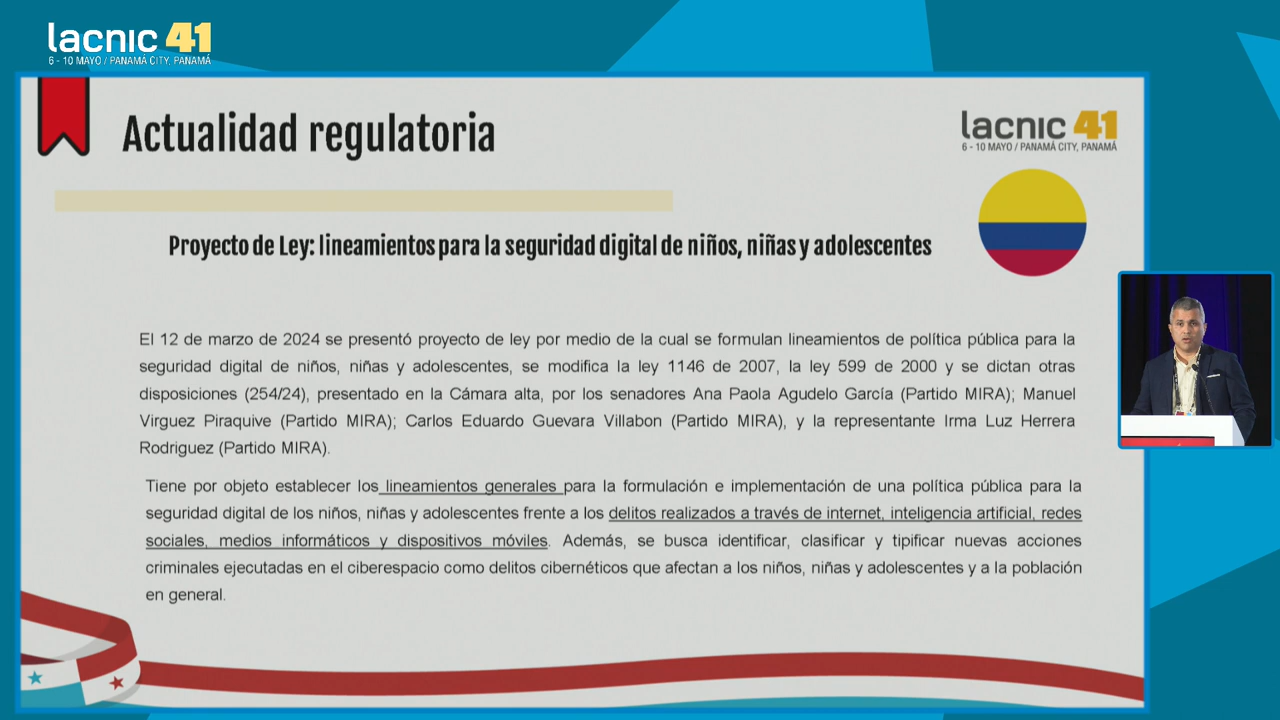 lacnic 41
6 - 10 MAYO / PANAMÁ CITY, PANAMÁ
Actualidad regulatoria
lacnic 41
6 - 10 MAYO / PANAMÁ CITY, PANAMÁ
Proyecto de Ley: lineamientos para la seguridad digital de niños, niñas y adolescentes
El 12 de marzo de 2024 se presentó proyecto de ley por medio de la cual se formulan lineamientos de política pública para la
seguridad digital de niños, niñas y adolescentes, se modifica la ley 1146 de 2007, la ley 599 de 2000 y se dictan otras
disposiciones (254/24), presentado en la Cámara alta, por los senadores Ana Paola Agudelo García (Partido MIRA); Manuel
Virguez Piraquive (Partido MIRA); Carlos Eduardo Guevara Villabon (Partido MIRA), y la representante Irma Luz Herrera
Rodriguez (Partido MIRA).
Tiene por objeto establecer los lineamientos generales para la formulación e implementación de una política pública para la
seguridad digital de los niños, niñas y adolescentes frente a los delitos realizados a través de internet, inteligencia artificial, redes
sociales, medios informáticos y dispositivos móviles. Además, se busca identificar, clasificar y tipificar nuevas acciones
criminales ejecutadas en el ciberespacio como delitos cibernéticos que afectan a los niños, niñas y adolescentes y a la población
en general.